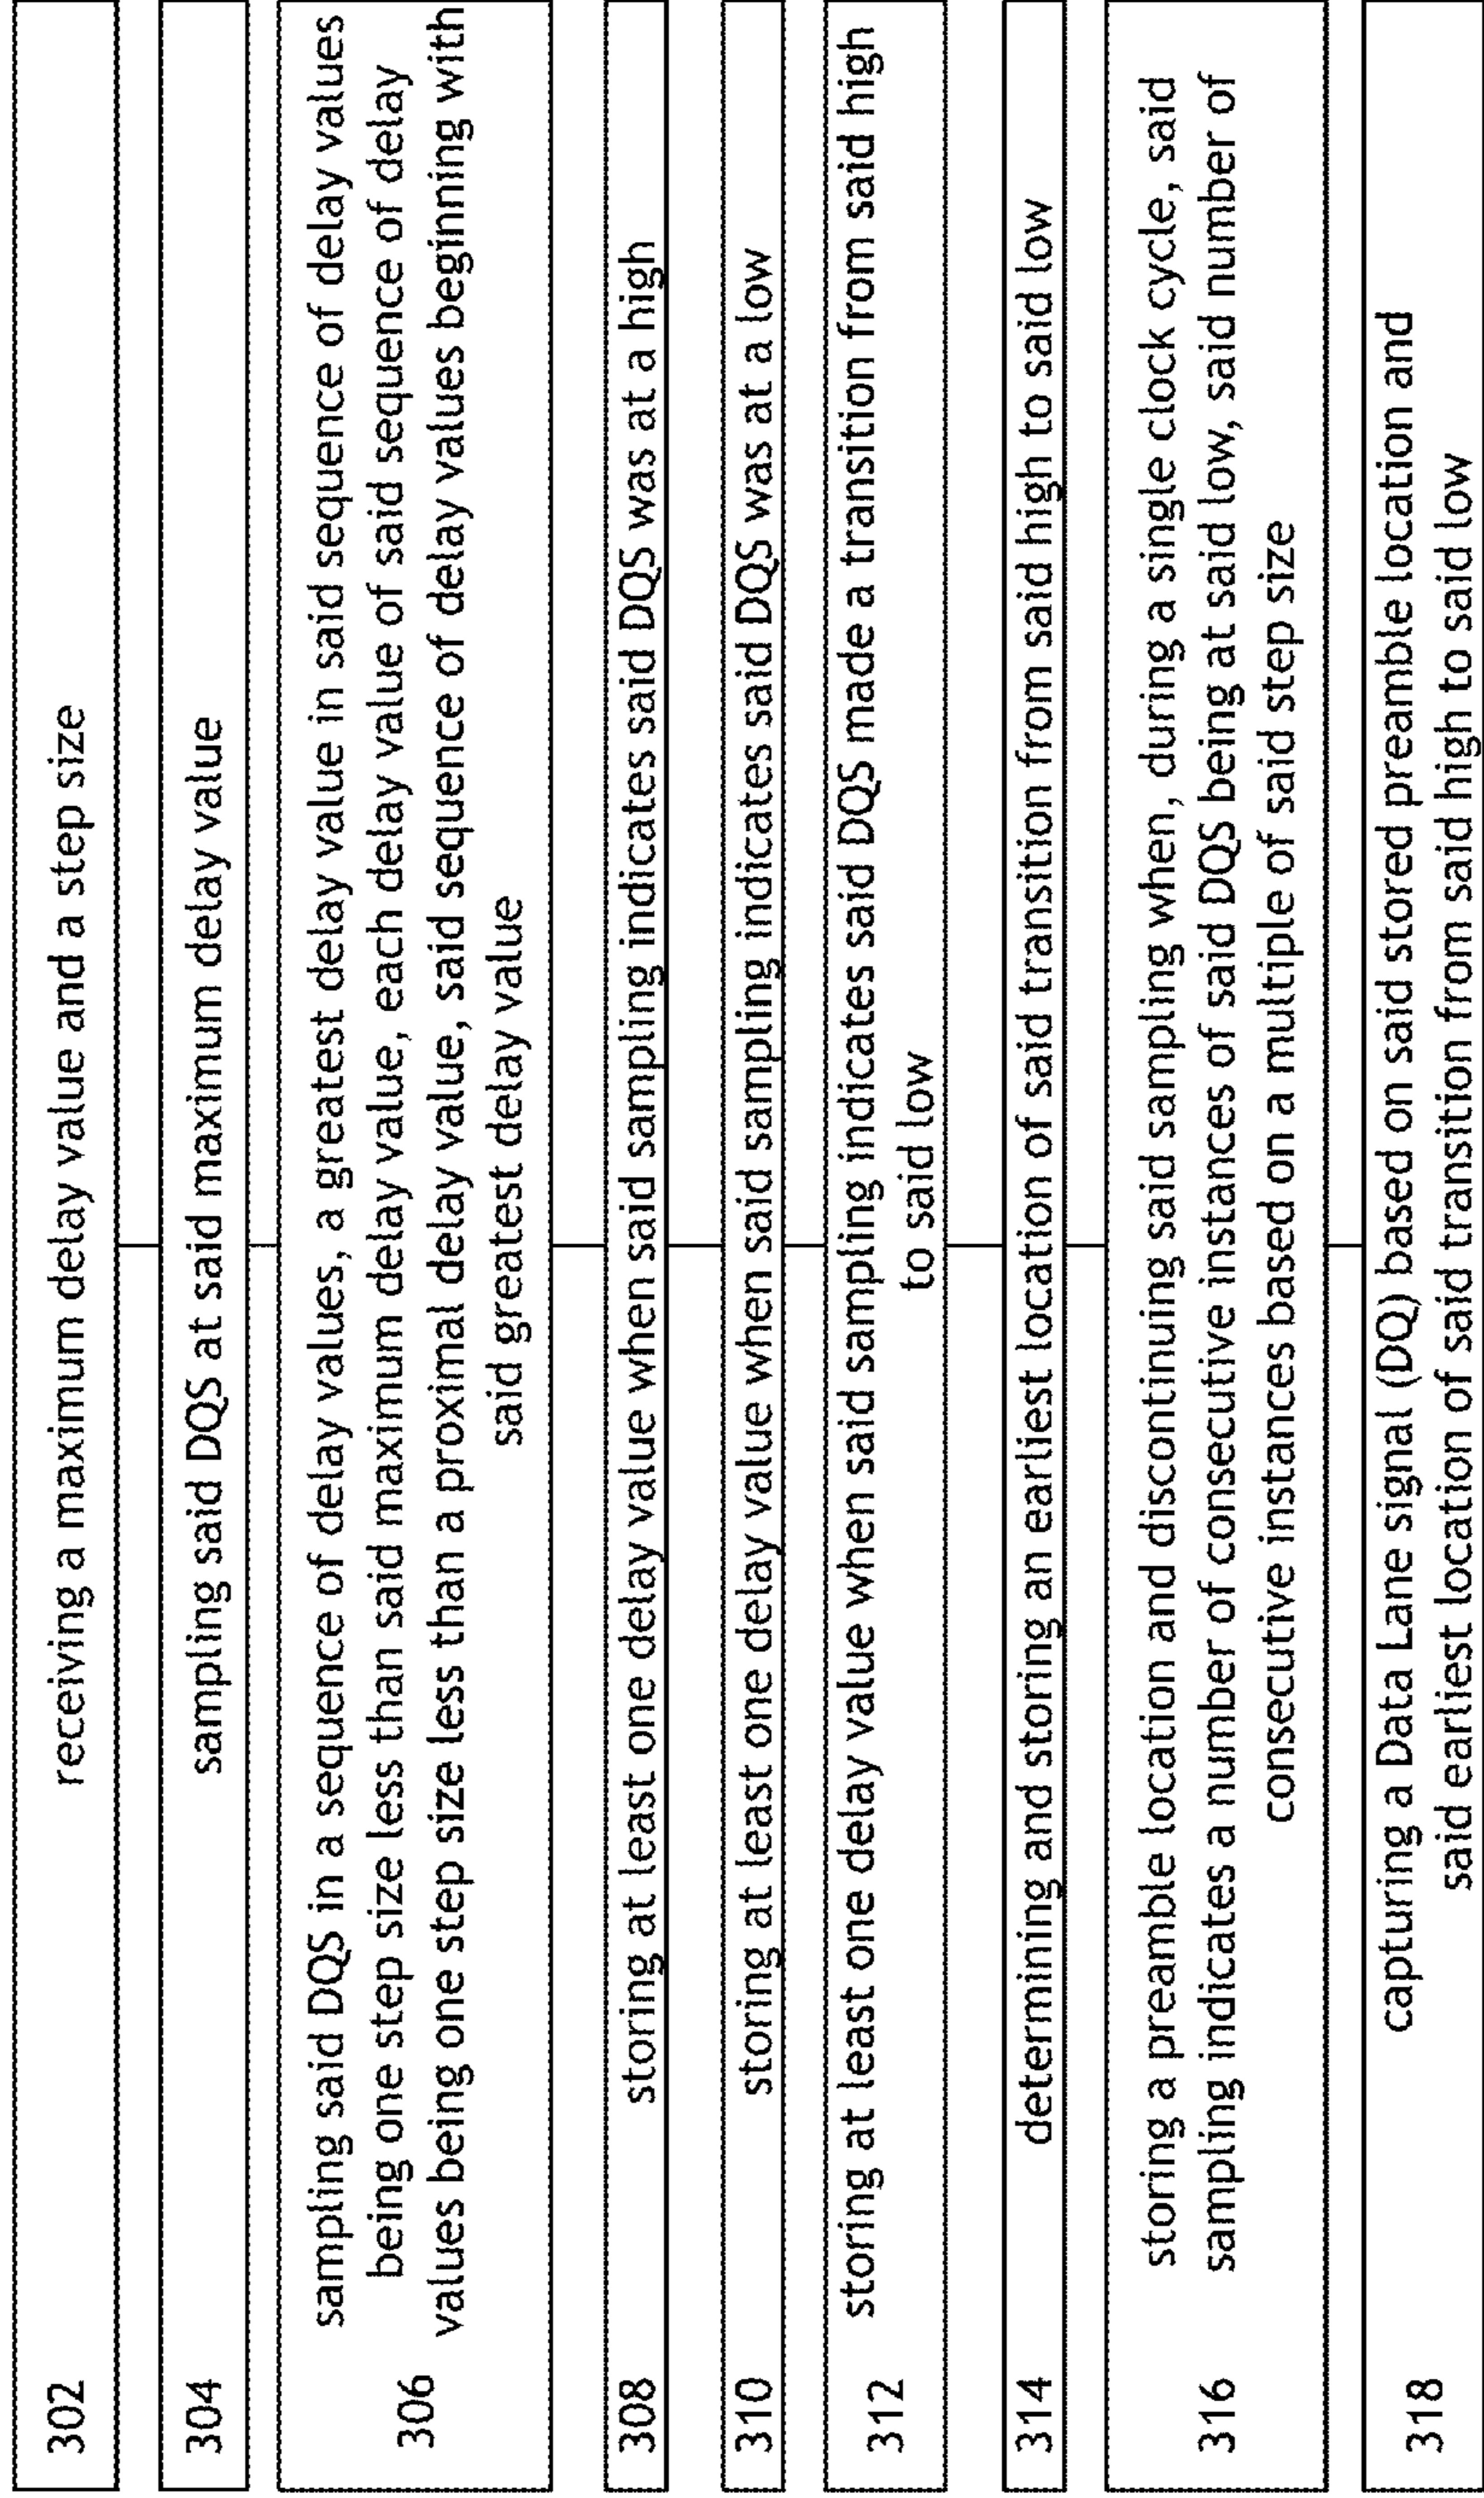 302
receiving a maximum delay value and a step size
304
sampling said DQS at said maximum delay value
306
sampling said DQS in a sequence of delay values, a greatest delay value in said sequence of delay values
being one step size less than said maximum delay value, each delay value of said sequence of delay
values being one step size less than a proximal delay value, said sequence of delay values beginning with
said greatest delay value
308
storing at least one delay value when said sampling indicates said DQS was at a high
310
storing at least one delay value when said sampling indicates said DQS was at a low
312
storing at least one delay value when said sampling indicates said DQS made a transition from said high
to said low
314
determining and storing an earliest location of said transition from said high to said low
316
storing a preamble location and discontinuing said sampling when, during a single clock cycle, said
sampling indicates a number of consecutive instances of said DQS being at said low, said number of
consecutive instances based on a multiple of said step size
318
capturing a Data Lane signal (DQ) based on said stored preamble location and
said earliest location of said transition from said high to said low